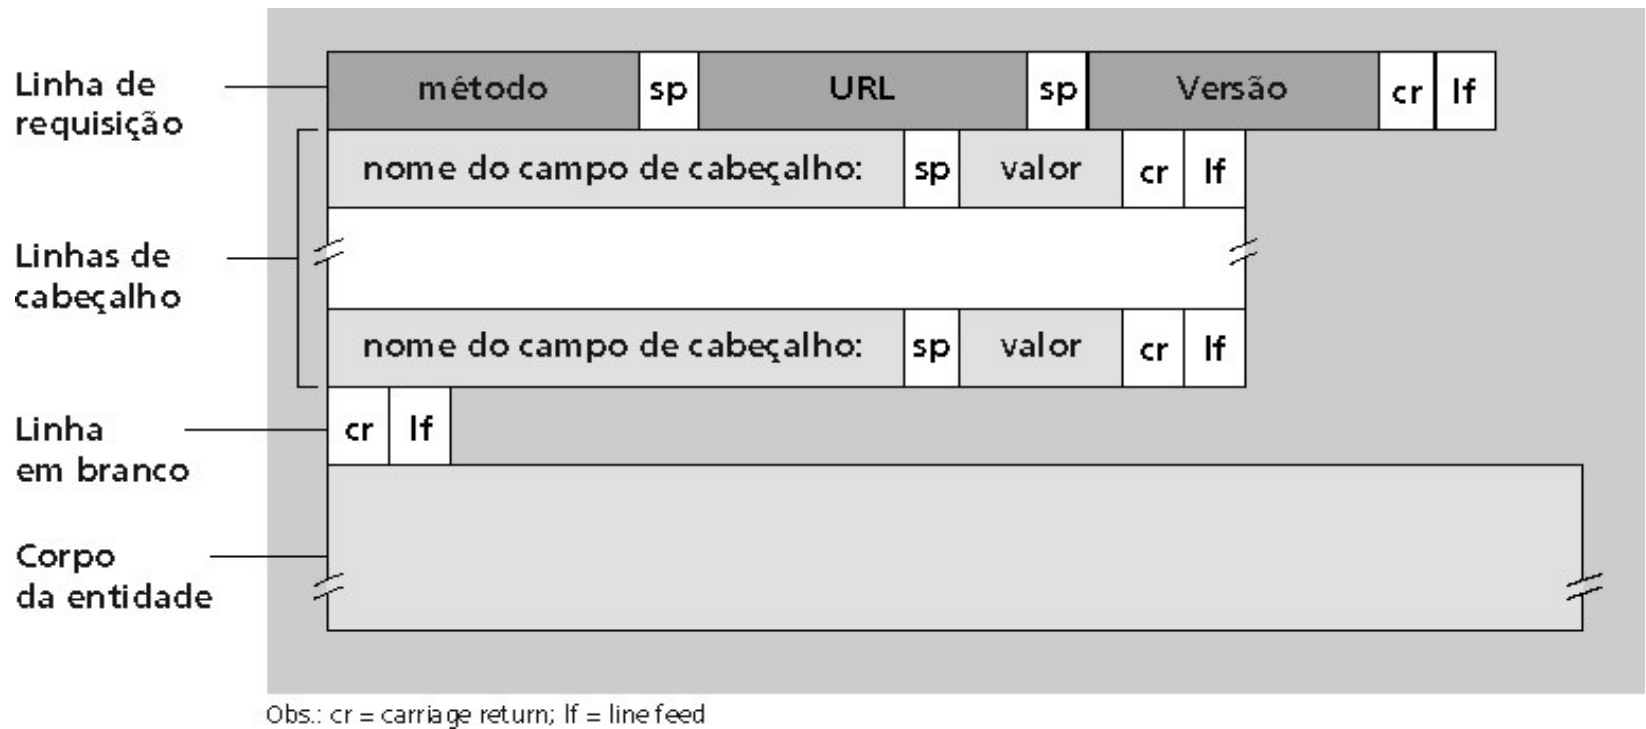 Linha de
requisição
método sp URL sp Versão cr lf
nome do campo de cabeçalho: sp valor cr lf
Linhas de
cabeçalho
nome do campo de cabeçalho: sp valor cr lf
Linha
em branco
cr lf
Corpo
da entidade
Obs.: cr = carriage return; lf = line feed